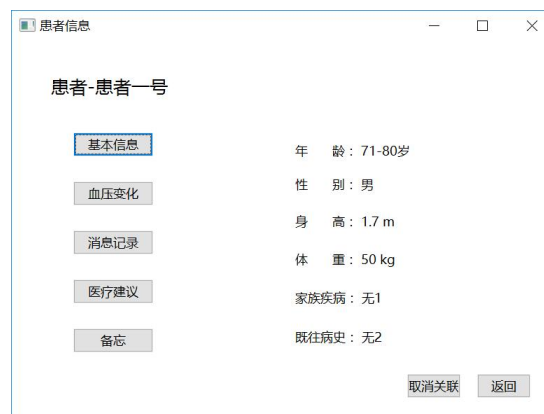 患者信息
患者-患者一号
基本信息
血压变化
消息记录
医疗建议
备忘
年 龄： 71-80岁
性 别： 男
身 高： 1.7 m
体 重： 50 kg
家族疾病： 无1
既往病史： 无2
取消关联 返回